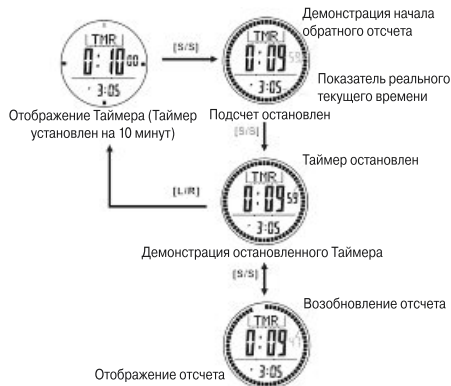 Демонстрация начала
обратного отсчета
TMR
0:10 00
3:05
[S/S]
TMR
0:09 59
3:05
Показатель реального
текущего времени
Отображение Таймера (Таймер
установлен на 10 минут)
Подсчет остановлен
[S/S]
Таймер остановлен
TMR
0:09 59
3:05
[L/R]
Демонстрация остановленного Таймера
[S/S]
Возобновление отсчета
TMR
0:09
3:05
Отображение отсчета